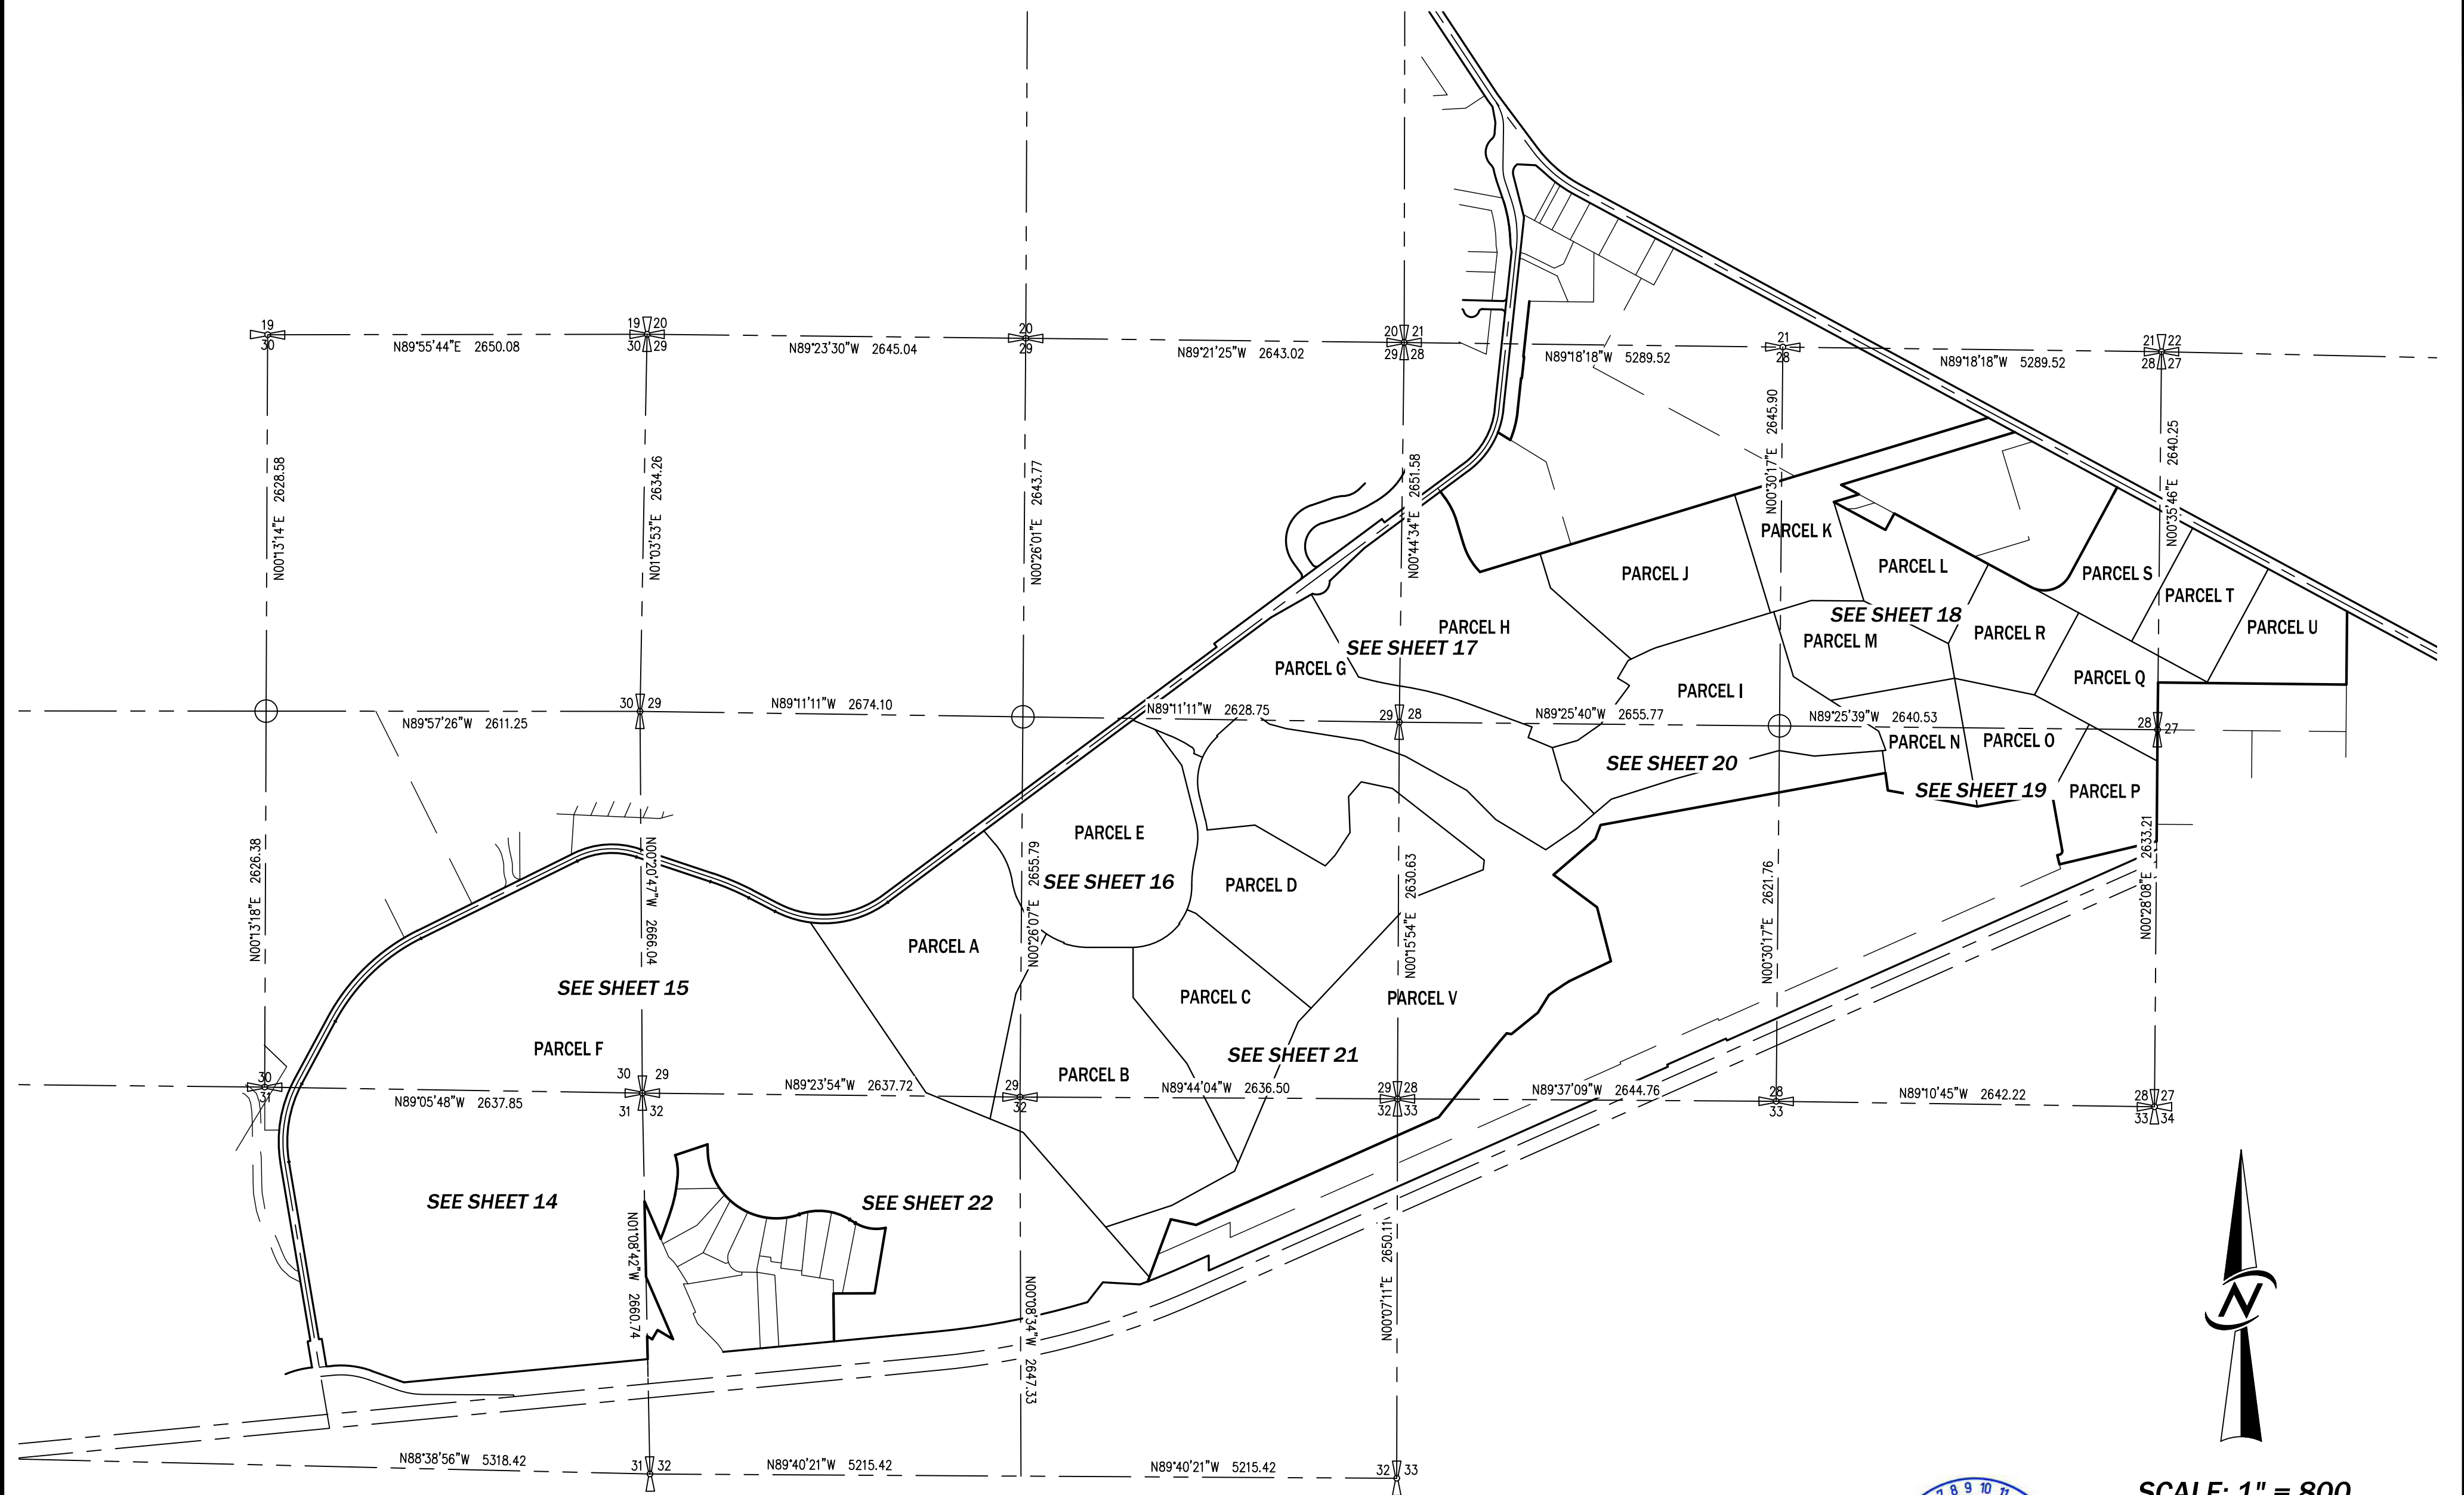 19
30
N89°55'44"E 2650.08
19 20
30 29
N89°23'30"W 2645.04
20
29
N89°21'25"W 2643.02
20 21
29 28
N89°18'18"W 5289.52
21
28
N89°18'18"W 5289.52
21 22
28 27
N00°13'14"E 2628.58
N01°03'53"E 2634.26
N00°26'01"E 2643.77
N00°44'34"E 2651.58
N00°30'17"E 2645.90
N00°35'46"E 2640.25
PARCEL K
PARCEL J
PARCEL L
PARCEL S
PARCEL T
SEE SHEET 18
PARCEL H
PARCEL M
PARCEL R
PARCEL U
SEE SHEET 17
PARCEL G
PARCEL Q
PARCEL I
30 29
N89°57'26"W 2611.25
N89°11'11"W 2674.10
N89°11'11"W 2628.75
29 28
N89°25'40"W 2655.77
N89°25'39"W 2640.53
28
27
PARCEL N
PARCEL O
SEE SHEET 20
SEE SHEET 19
PARCEL P
PARCEL E
SEE SHEET 16
PARCEL D
N00°13'18"E 2626.38
N00°20'47"W 2666.04
N00°26'07"E 2655.79
N00°15'54"E 2630.63
N00°30'17"E 2621.76
N00°28'08"E 2633.21
PARCEL A
SEE SHEET 15
PARCEL C
PARCEL V
PARCEL F
SEE SHEET 21
PARCEL B
30
31
N89°05'48"W 2637.85
30 29
31 32
N89°23'54"W 2637.72
29
32
N89°44'04"W 2636.50
29 28
32 33
N89°37'09"W 2644.76
28
33
N89°10'45"W 2642.22
28 27
33 34
SEE SHEET 14
SEE SHEET 22
N01°08'42"W 2660.74
N00°08'34"W 2647.33
N00°07'11"E 2650.11
N
N88°38'56"W 5318.42
31 32
N89°40'21"W 5215.42
N89°40'21"W 5215.42
32 33
7 8 9 10 11
SCALE: 1" = 800